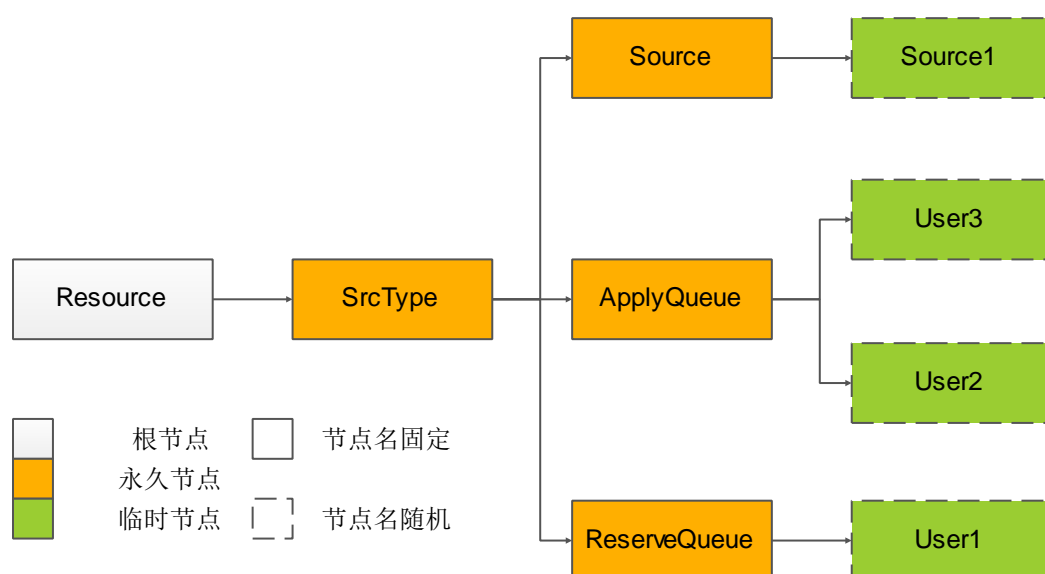 Source
Source1
User3
Resource
SrcType
ApplyQueue
User2
根节点
节点名固定
永久节点
临时节点
节点名随机
ReserveQueue
User1